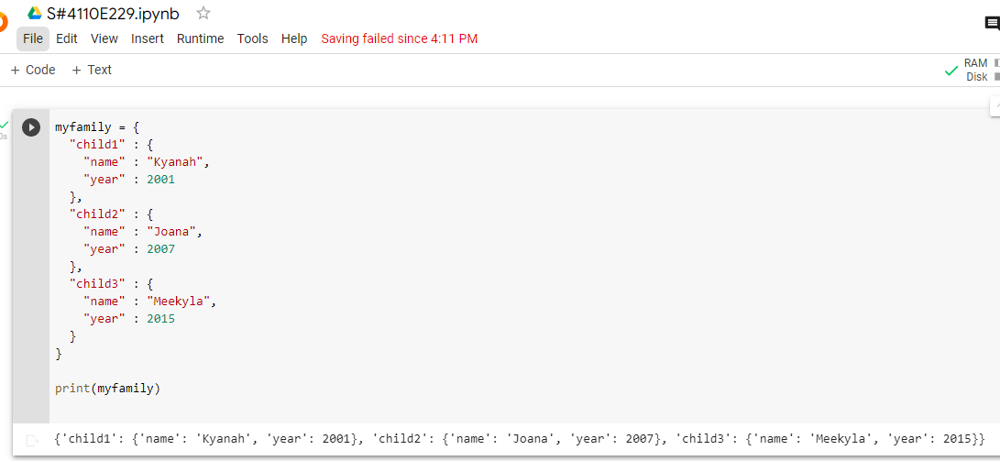 S#4110E229.ipynb
File Edit View Insert Runtime Tools Help Saving failed since 4:11 PM
+ Code + Text
RAM
Disk
0s
myfamily = {
  "child1" : {
    "name" : "Kyanah",
    "year" : 2001
  },
  "child2" : {
    "name" : "Joana",
    "year" : 2007
  },
  "child3" : {
    "name" : "Meekyla",
    "year" : 2015
  }
}
print(myfamily)
{'child1': {'name': 'Kyanah', 'year': 2001}, 'child2': {'name': 'Joana', 'year': 2007}, 'child3': {'name': 'Meekyla', 'year': 2015}}